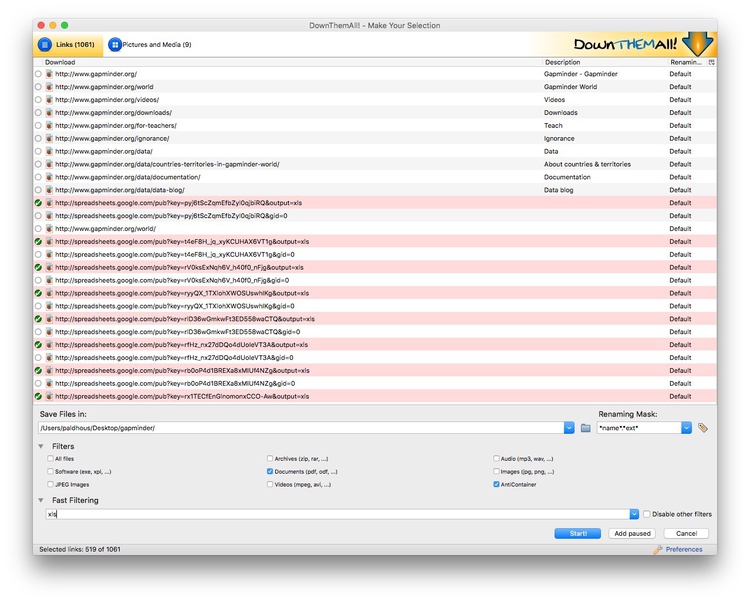 DownThemAll! - Make Your Selection
Links (1061) Pictures and Media (9) DOWNTHEMALL!
Download Description Renamin...
http://www.gapminder.org/ Gapminder - Gapminder Default
http://www.gapminder.org/world Gapminder World Default
http://www.gapminder.org/videos/ Videos Default
http://www.gapminder.org/downloads/ Downloads Default
http://www.gapminder.org/for-teachers/ Teach Default
http://www.gapminder.org/ignorance/ Ignorance Default
http://www.gapminder.org/data/ Data Default
http://www.gapminder.org/data/countries-territories-in-gapminder-world/ About countries & territories Default
http://www.gapminder.org/data/documentation/ Documentation Default
http://www.gapminder.org/data/data-blog/ Data blog Default
http://spreadsheets.google.com/pub?key=pyj6tScZqmEfbZyl0qjbiRQ&output=xls Default
http://spreadsheets.google.com/pub?key=pyj6tScZqmEfbZyl0qjbiRQ&gid=0 Default
http://www.gapminder.org/world/ Default
http://spreadsheets.google.com/pub?key=t4eF8H_jq_xyKCUHAX6VT1g&output=xls Default
http://spreadsheets.google.com/pub?key=t4eF8H_jq_xyKCUHAX6VT1g&gid=0 Default
http://spreadsheets.google.com/pub?key=rV0ksExNqh6V_h40f0_nFjg&output=xls Default
http://spreadsheets.google.com/pub?key=rV0ksExNqh6V_h40f0_nFjg&gid=0 Default
http://spreadsheets.google.com/pub?key=ryyQX_1TXlohXWOSUswhIKg&output=xls Default
http://spreadsheets.google.com/pub?key=ryyQX_1TXlohXWOSUswhIKg&gid=0 Default
http://spreadsheets.google.com/pub?key=rlD36wGmkwFt3ED558waCTQ&output=xls Default
http://spreadsheets.google.com/pub?key=rlD36wGmkwFt3ED558waCTQ&gid=0 Default
http://spreadsheets.google.com/pub?key=rfHz_nx27dDQo4dUoIeVT3A&output=xls Default
http://spreadsheets.google.com/pub?key=rfHz_nx27dDQo4dUoIeVT3A&gid=0 Default
http://spreadsheets.google.com/pub?key=rb0oP4d1BREXa8xMIUf4NZg&output=xls Default
http://spreadsheets.google.com/pub?key=rb0oP4d1BREXa8xMIUf4NZg&gid=0 Default
http://spreadsheets.google.com/pub?key=rx1TECfEnGlnomonxCCO-Aw&output=xls Default
Save Files in: Renaming Mask:
/Users/paldhous/Desktop/gapminder/ *name*.*ext*
Filters
All files Archives (zip, rar, ...) Audio (mp3, wav, ...)
Software (exe, xpi, ...) Documents (pdf, odf, ...) Images (jpg, png, ...)
JPEG Images Videos (mpeg, avi, ...) AntiContainer
Fast Filtering
xls Disable other filters
Start! Add paused Cancel
Selected links: 519 of 1061 Preferences